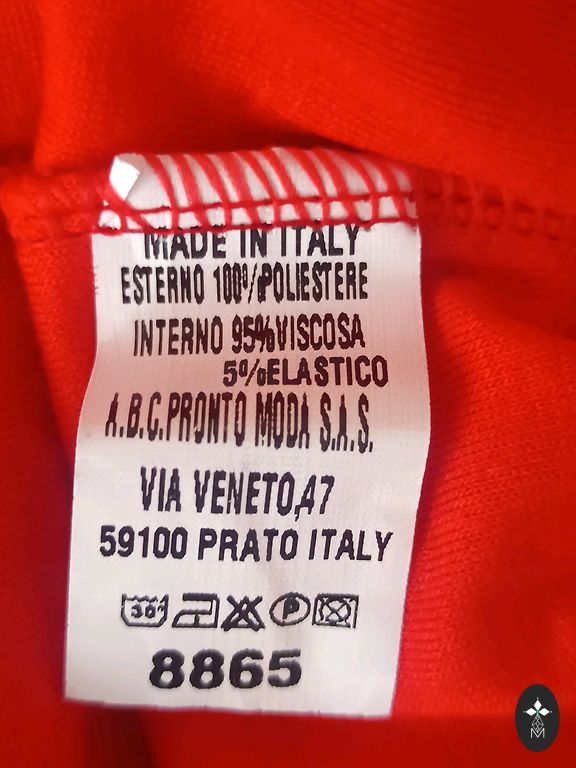 MADE IN ITALY
ESTERNO 100%POLIESTERE
INTERNO 95%VISCOSA
5%ELASTICO
A.B.C.PRONTO MODA S.A.S.
VIA VENETO,47
59100 PRATO ITALY
30° P
8865
M